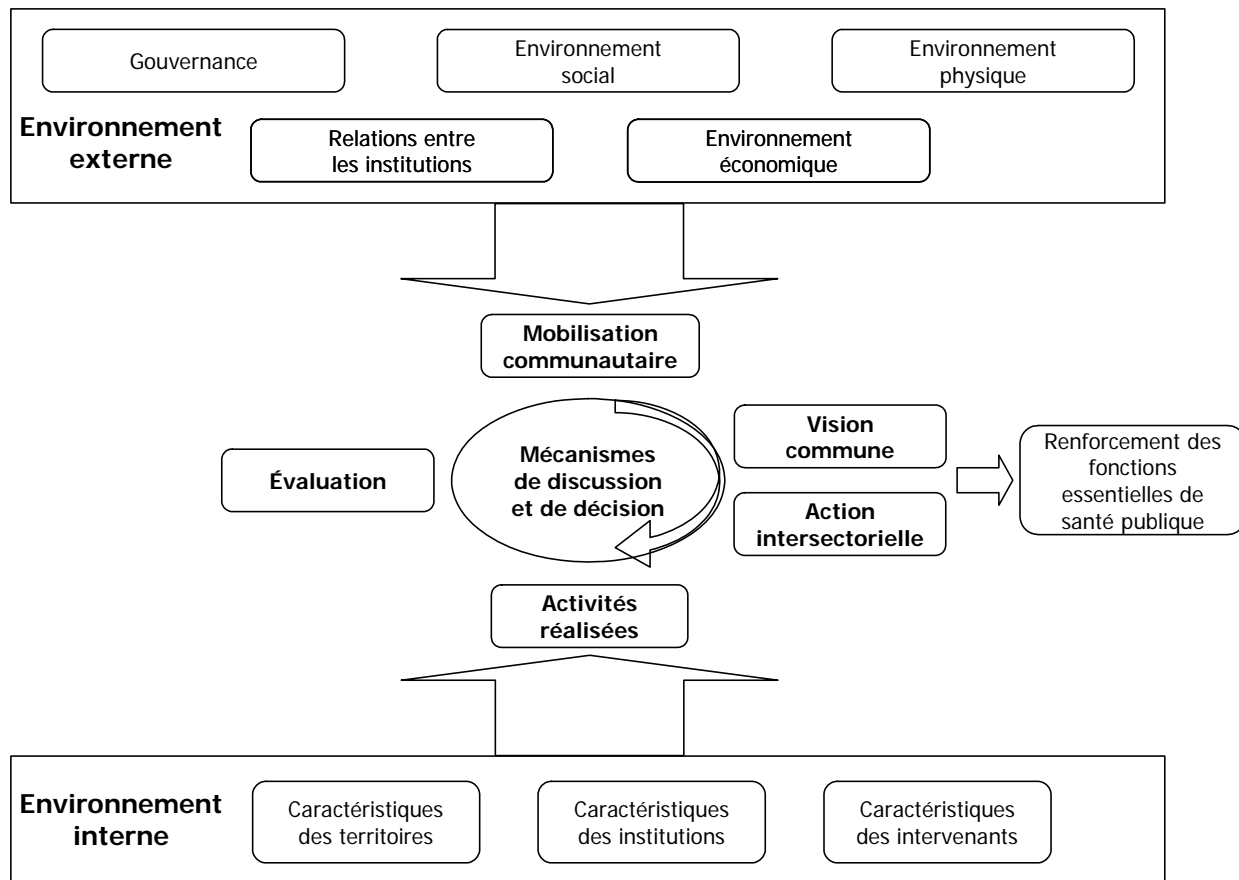 Gouvernance
Environnement
social
Environnement
physique
Environnement
externe
Relations entre
les institutions
Environnement
économique
Mobilisation
communautaire
Évaluation
Mécanismes
de discussion
et de décision
Vision
commune
Action
intersectorielle
Renforcement des
fonctions
essentielles de
santé publique
Activités
réalisées
Environnement
interne
Caractéristiques
des territoires
Caractéristiques
des institutions
Caractéristiques
des intervenants